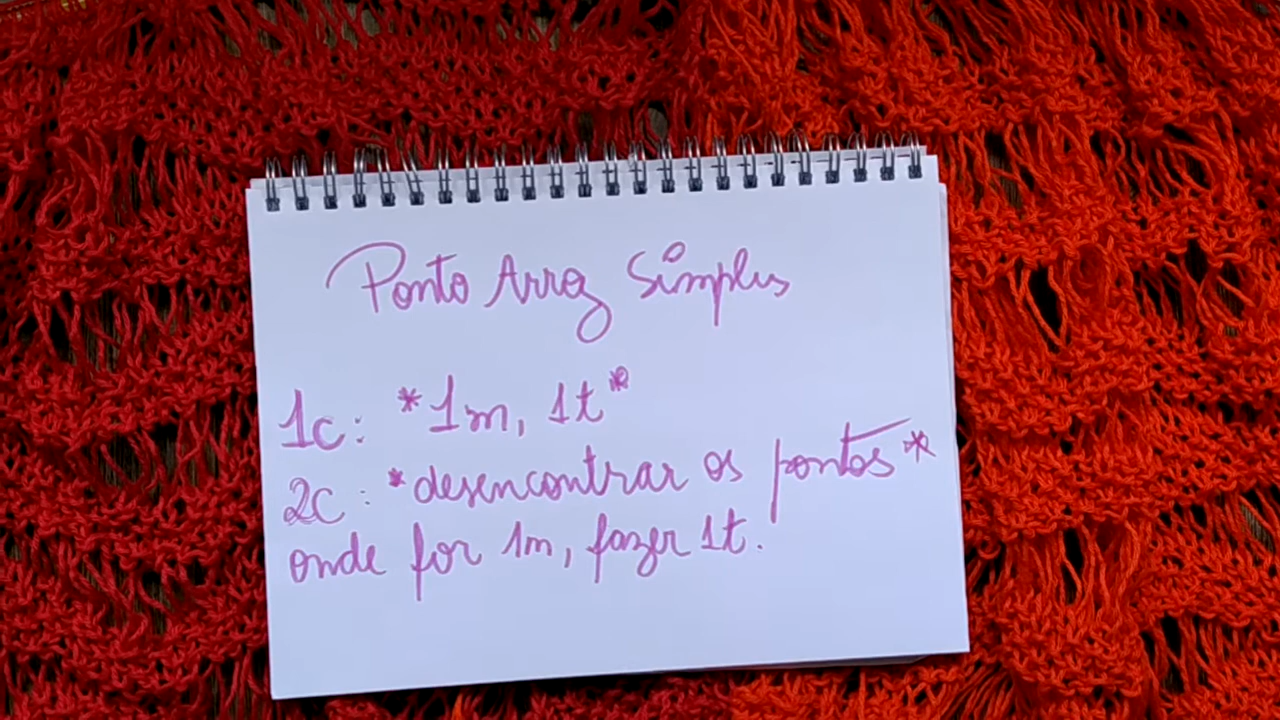 Ponto Arroz Simples
1c: *1m, 1t*
2c: *desencontrar os pontos*
onde for 1m, fazer 1t.